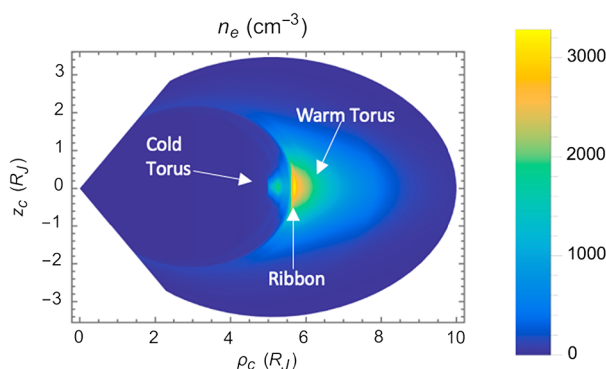 nₑ (cm⁻³)
3
2
1
0
−1
−2
−3
z_C (R_J)
Cold
Torus
Warm Torus
Ribbon
0 2 4 6 8 10
ρ_C (R_J)
3000
2000
1000
0